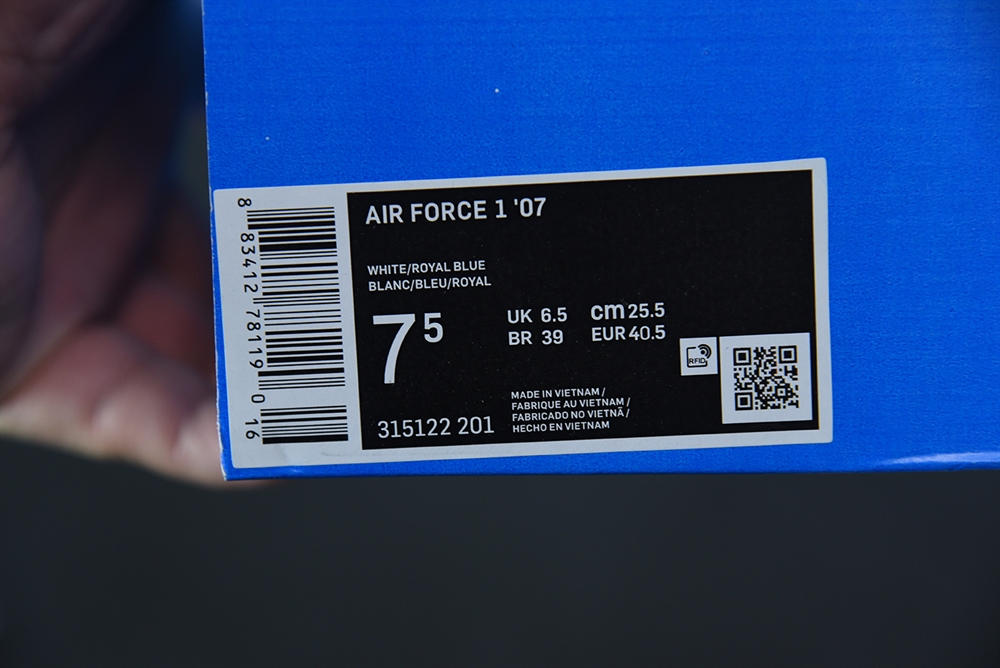 8 83412 78119 0 16
AIR FORCE 1 '07
WHITE/ROYAL BLUE
BLANC/BLEU/ROYAL
7 5
UK 6.5 cm 25.5
BR 39 EUR 40.5
RFID
315122 201
MADE IN VIETNAM /
FABRIQUE AU VIETNAM /
FABRICADO NO VIETNÃ /
HECHO EN VIETNAM